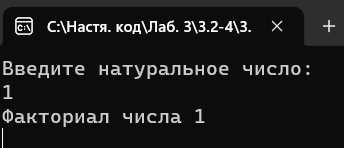 C:\Настя. код\Лаб. 3\3.2-4\3.
Введите натуральное число:
1
Факториал числа 1